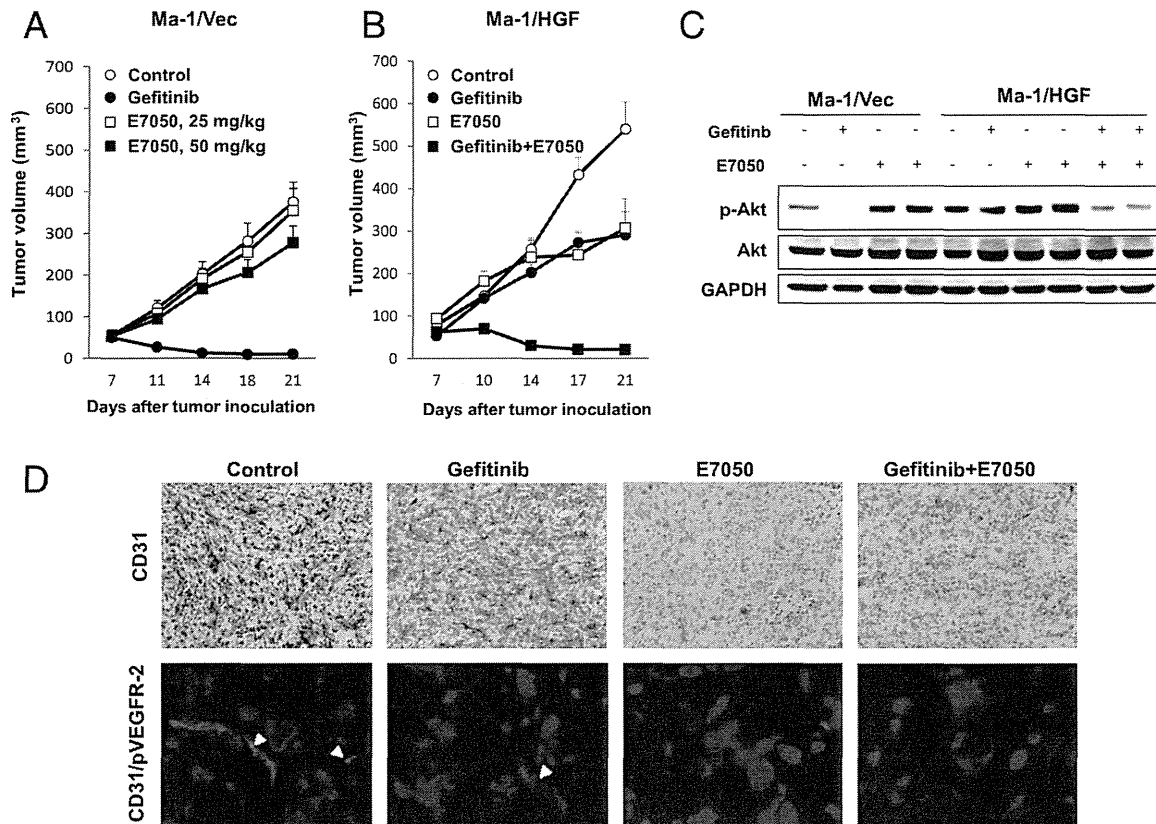 A
Ma-1/Vec
Tumor volume (mm³)
700
600
500
400
300
200
100
0
Control
Gefitinib
E7050, 25 mg/kg
E7050, 50 mg/kg
7 11 14 18 21
Days after tumor inoculation
B
Ma-1/HGF
Tumor volume (mm³)
700
600
500
400
300
200
100
0
Control
Gefitinib
E7050
Gefitinib+E7050
7 10 14 17 21
Days after tumor inoculation
C
Ma-1/Vec Ma-1/HGF
Gefitinb - + - - - + - - + +
E7050 - - + + - - + + + +
p-Akt
Akt
GAPDH
D
Control Gefitinib E7050 Gefitinib+E7050
CD31
CD31/pVEGFR-2